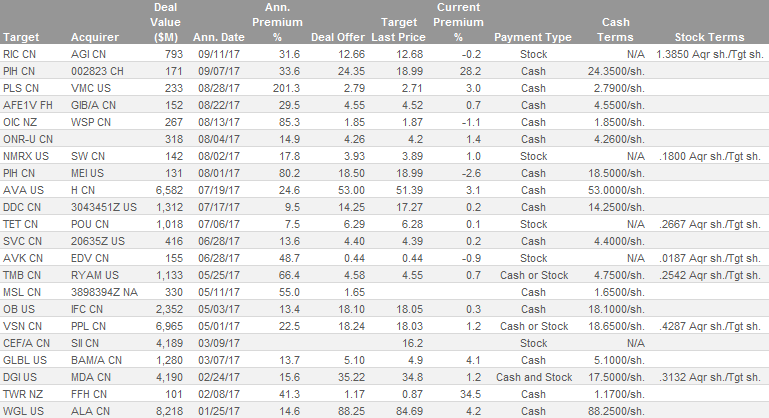 Deal Ann. Current
Value Premium Target Premium Cash
Target Acquirer ($M) Ann. Date % Deal Offer Last Price % Payment Type Terms Stock Terms
RIC CN AGI CN 793 09/11/17 31.6 12.66 12.68 -0.2 Stock N/A 1.3850 Aqr sh./Tgt sh.
PIH CN 002823 CH 171 09/07/17 33.6 24.35 18.99 28.2 Cash 24.3500/sh.
PLS CN VMC US 233 08/28/17 201.3 2.79 2.71 3.0 Cash 2.7900/sh.
AFE1V FH GIB/A CN 152 08/22/17 29.5 4.55 4.52 0.7 Cash 4.5500/sh.
OIC NZ WSP CN 267 08/13/17 85.3 1.85 1.87 -1.1 Cash 1.8500/sh.
ONR-U CN 318 08/04/17 14.9 4.26 4.2 1.4 Cash 4.2600/sh.
NMRX US SW CN 142 08/02/17 17.8 3.93 3.89 1.0 Stock N/A .1800 Aqr sh./Tgt sh.
PIH CN MEI US 131 08/01/17 80.2 18.50 18.99 -2.6 Cash 18.5000/sh.
AVA US H CN 6,582 07/19/17 24.6 53.00 51.39 3.1 Cash 53.0000/sh.
DDC CN 3043451Z US 1,312 07/17/17 9.5 14.25 17.27 0.2 Cash 14.2500/sh.
TET CN POU CN 1,018 07/06/17 7.5 6.29 6.28 0.1 Stock N/A .2667 Aqr sh./Tgt sh.
SVC CN 20635Z US 416 06/28/17 13.6 4.40 4.39 0.2 Cash 4.4000/sh.
AVK CN EDV CN 155 06/28/17 48.7 0.44 0.44 -0.9 Stock N/A .0187 Aqr sh./Tgt sh.
TMB CN RYAM US 1,133 05/25/17 66.4 4.58 4.55 0.7 Cash or Stock 4.7500/sh. .2542 Aqr sh./Tgt sh.
MSL CN 3898394Z NA 330 05/11/17 55.0 1.65 Cash 1.6500/sh.
OB US IFC CN 2,352 05/03/17 13.4 18.10 18.05 0.3 Cash 18.1000/sh.
VSN CN PPL CN 6,965 05/01/17 22.5 18.24 18.03 1.2 Cash or Stock 18.6500/sh. .4287 Aqr sh./Tgt sh.
CEF/A CN SII CN 4,189 03/09/17 16.2 Stock N/A
GLBL US BAM/A CN 1,280 03/07/17 13.7 5.10 4.9 4.1 Cash 5.1000/sh.
DGI US MDA CN 4,190 02/24/17 15.6 35.22 34.8 1.2 Cash and Stock 17.5000/sh. .3132 Aqr sh./Tgt sh.
TWR NZ FFH CN 101 02/08/17 41.3 1.17 0.87 34.5 Cash 1.1700/sh.
WGL US ALA CN 8,218 01/25/17 14.6 88.25 84.69 4.2 Cash 88.2500/sh.